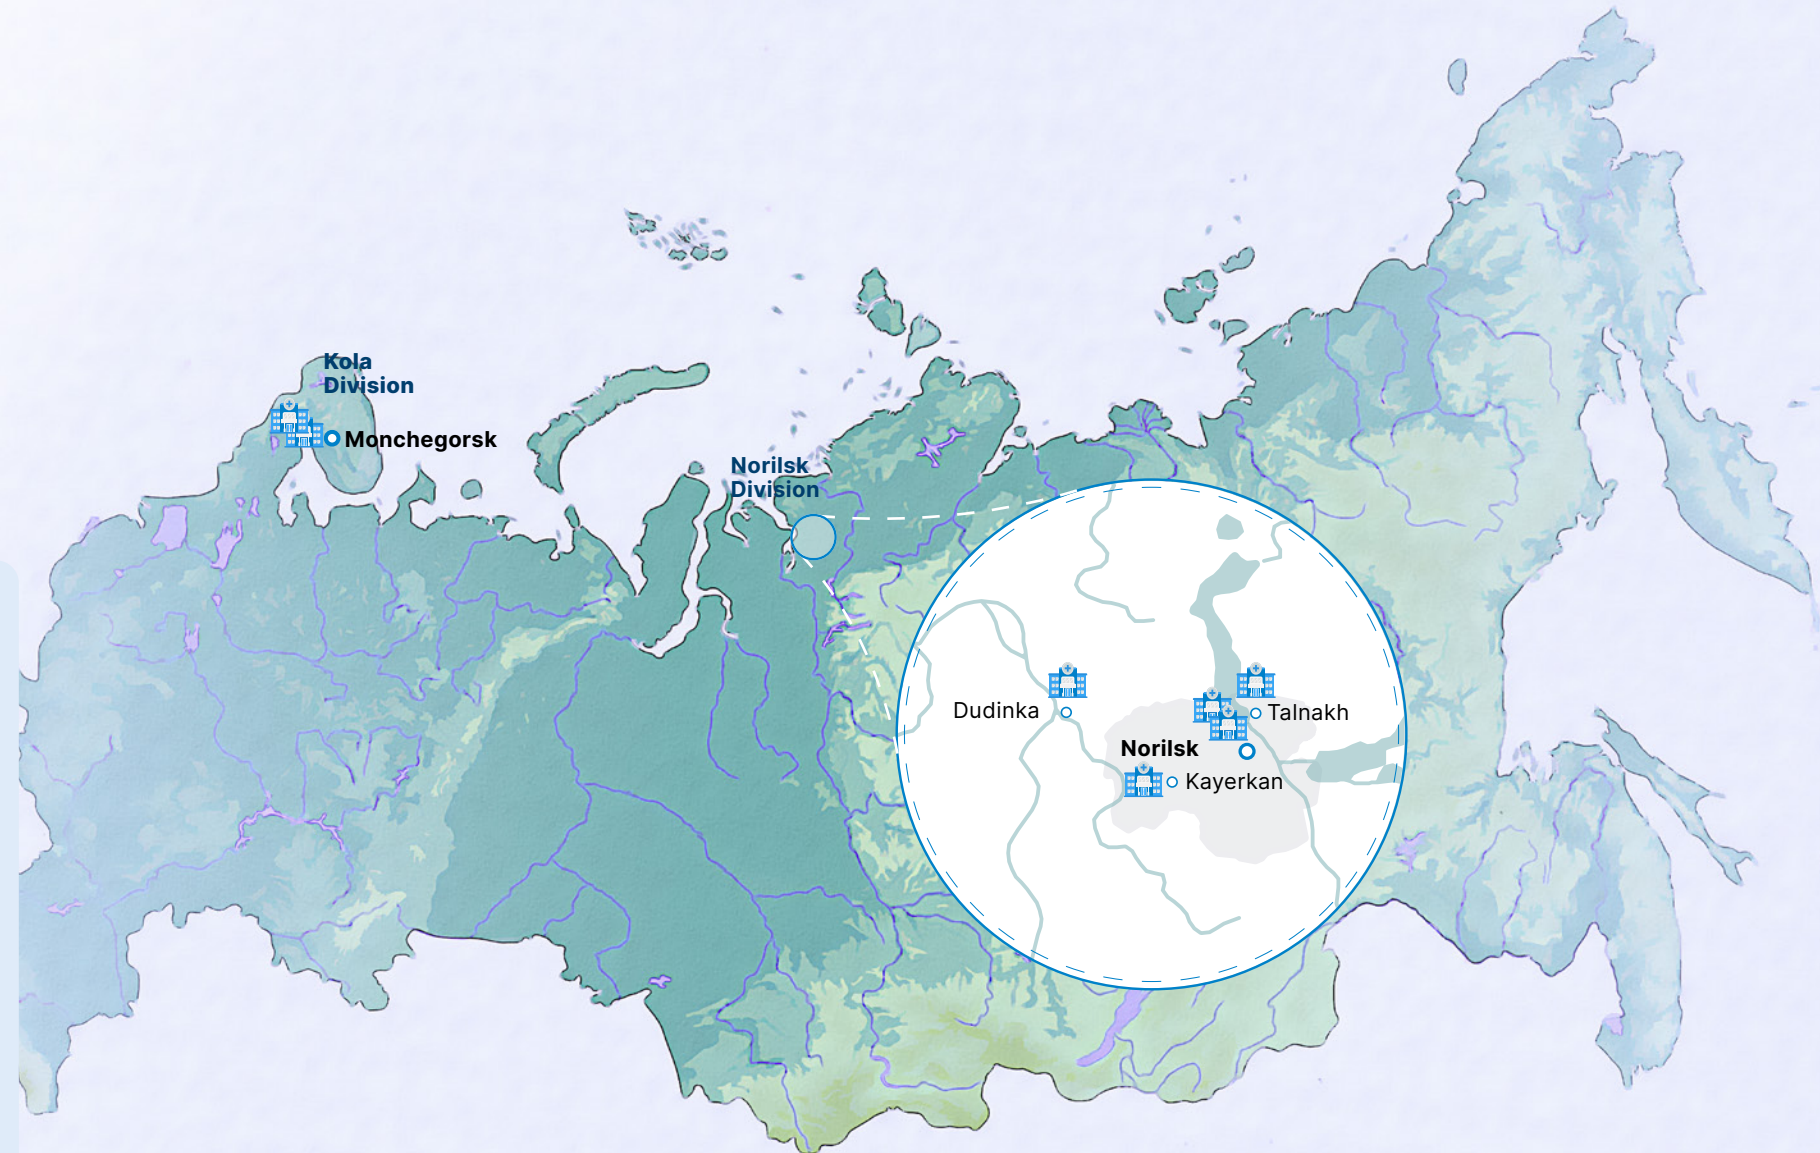 Kola
Division
Monchegorsk
Norilsk
Division
Dudinka
Talnakh
Norilsk
Kayerkan